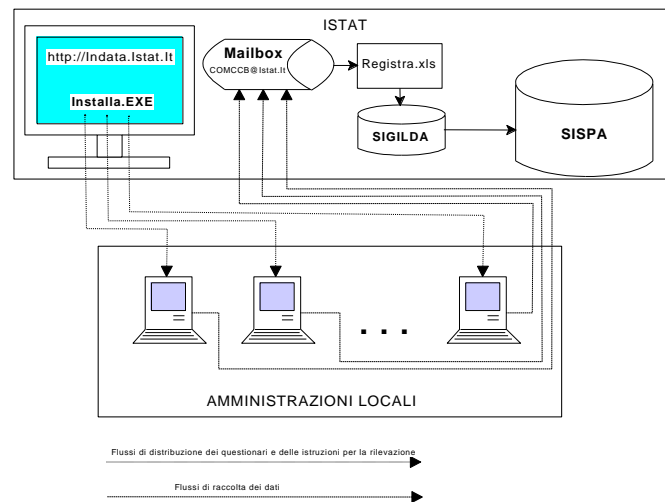 ISTAT
http://Indata.Istat.It
Installa.EXE
Mailbox
COMCCB@Istat.It
Registra.xls
SIGILDA
SISPA
. . .
AMMINISTRAZIONI LOCALI
Flussi di distribuzione dei questionari e delle istruzioni per la rilevazione
Flussi di raccolta dei dati